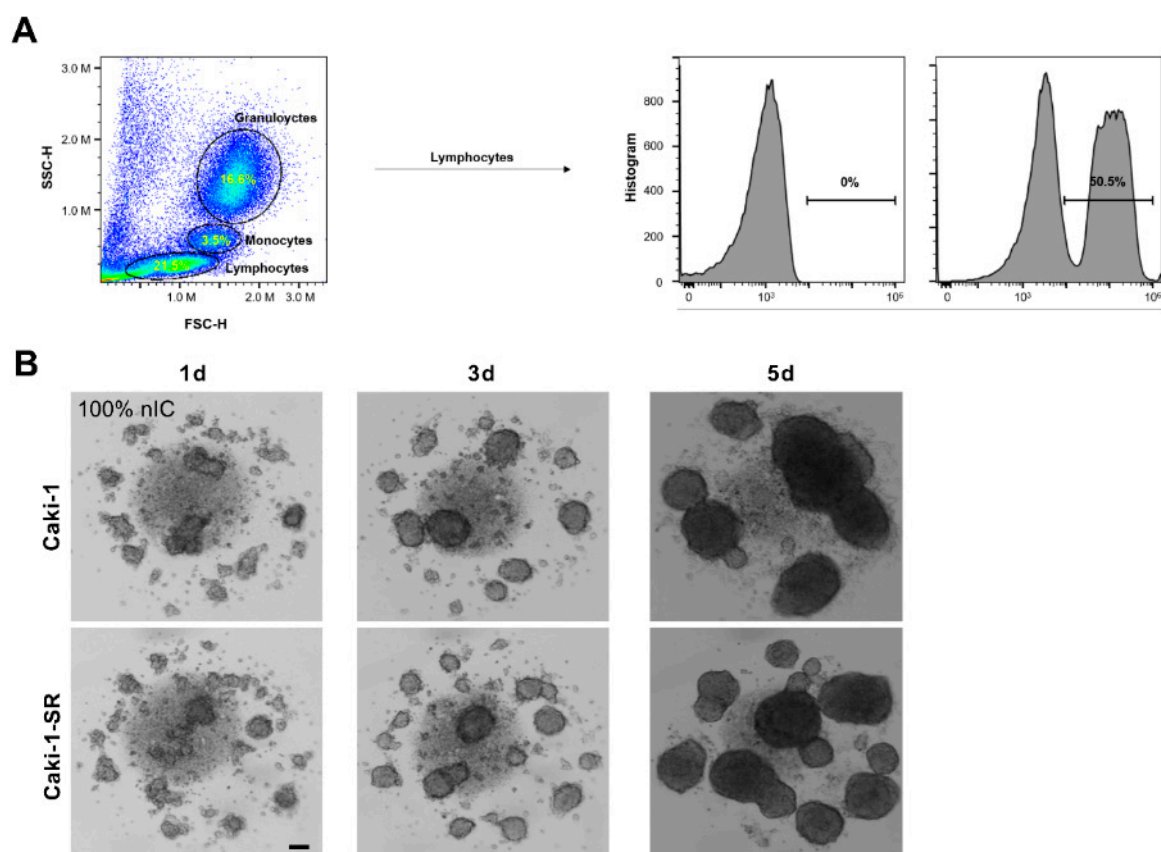 A
3.0 M
2.0 M
1.0 M
SSC-H
Granuloyctes
16.6%
3.5%
Monocytes
21.5%
Lymphocytes
1.0 M
2.0 M
3.0 M
FSC-H
Lymphocytes
Histogram
800
600
400
200
0
0%
0
10³
10⁶
50.5%
0
10³
10⁶
B
1d
3d
5d
100% nIC
Caki-1
Caki-1-SR